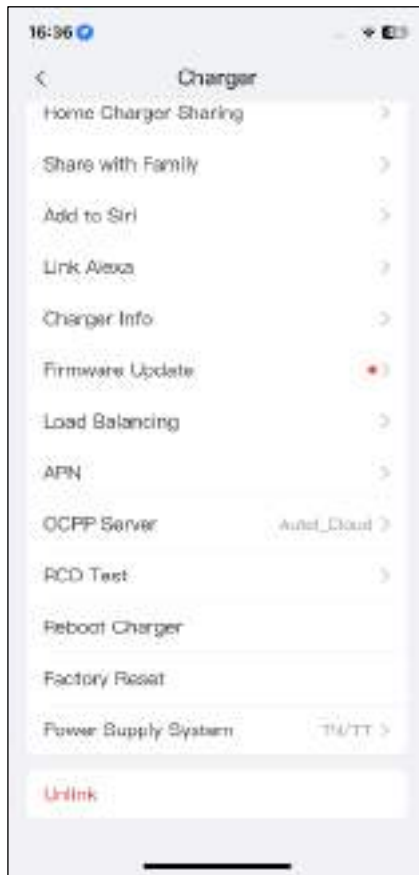 16:36
Charger
Home Charger Sharing
Share with Family
Add to Siri
Link Alexa
Charger Info
Firmware Update
Load Balancing
APN
OCPP Server Autel_Cloud
RCD Test
Reboot Charger
Factory Reset
Power Supply System TN/TT
Unlink